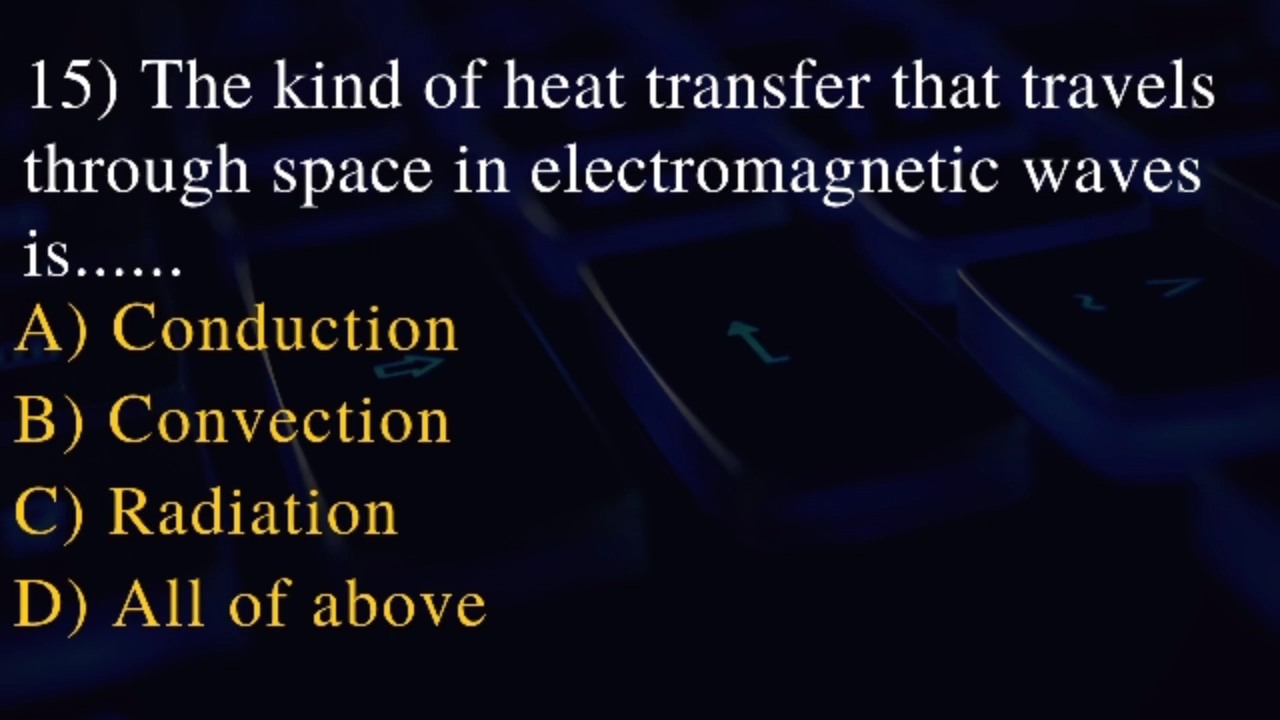 15) The kind of heat transfer that travels
through space in electromagnetic waves
is......
A) Conduction
B) Convection
C) Radiation
D) All of above